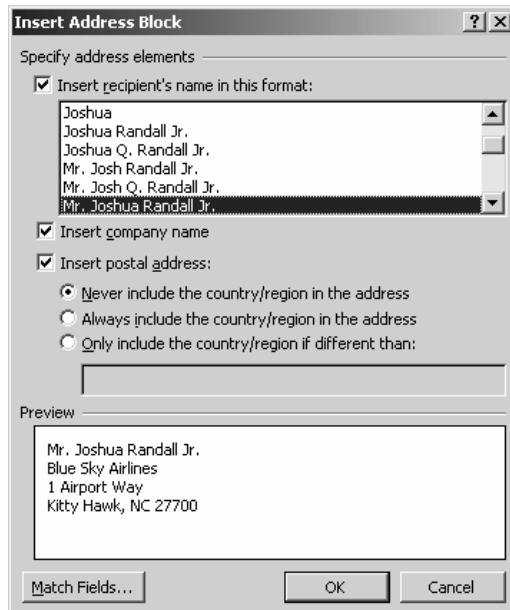 Insert Address Block
Specify address elements
Insert recipient's name in this format:
Joshua
Joshua Randall Jr.
Joshua Q. Randall Jr.
Mr. Josh Randall Jr.
Mr. Josh Q. Randall Jr.
Mr. Joshua Randall Jr.
Insert company name
Insert postal address:
Never include the country/region in the address
Always include the country/region in the address
Only include the country/region if different than:
Preview
Mr. Joshua Randall Jr.
Blue Sky Airlines
1 Airport Way
Kitty Hawk, NC 27700
Match Fields... OK Cancel